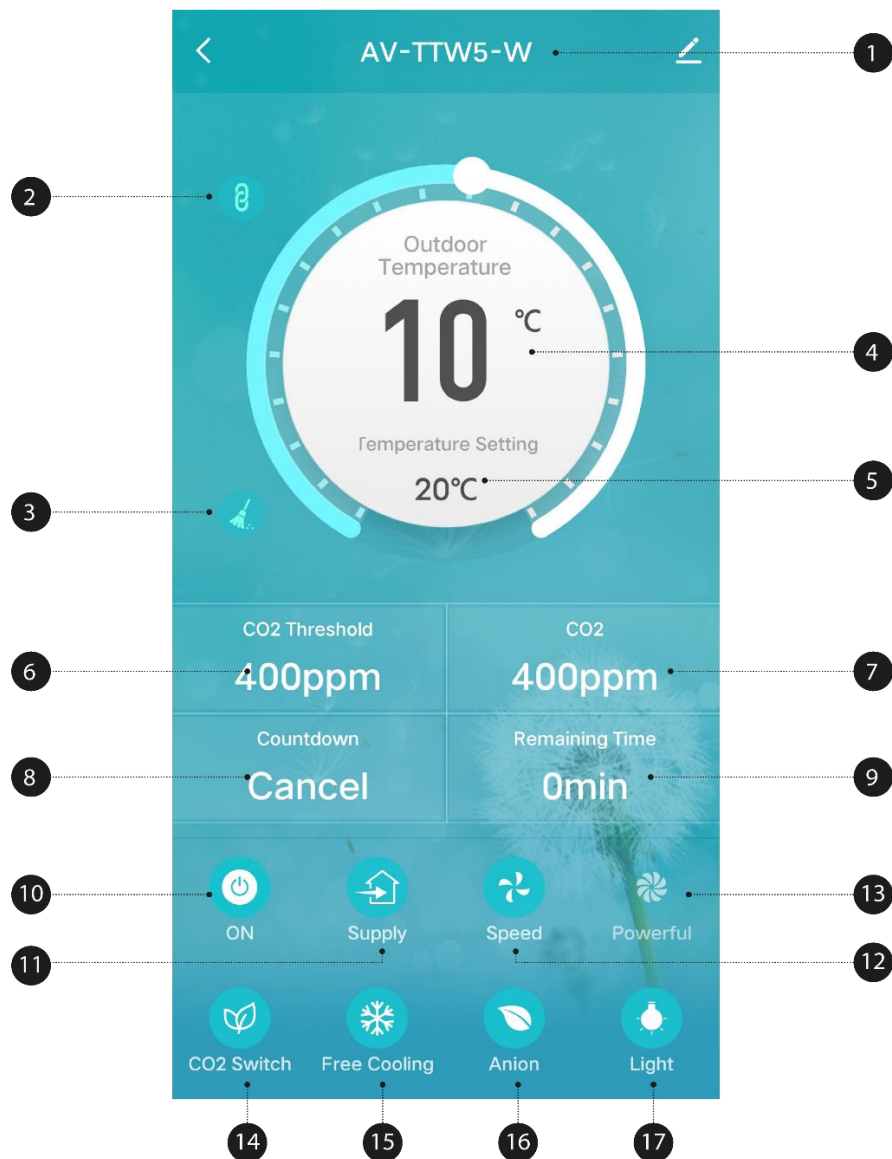 AV-TTW5-W
1
2
Outdoor
Temperature
10 °C
4
Temperature Setting
20°C
5
3
CO2 Threshold
CO2
6
400ppm
400ppm
7
Countdown
Remaining Time
8
Cancel
0min
9
10
13
ON
Supply
Speed
Powerful
11
12
CO2 Switch
Free Cooling
Anion
Light
14
15
16
17